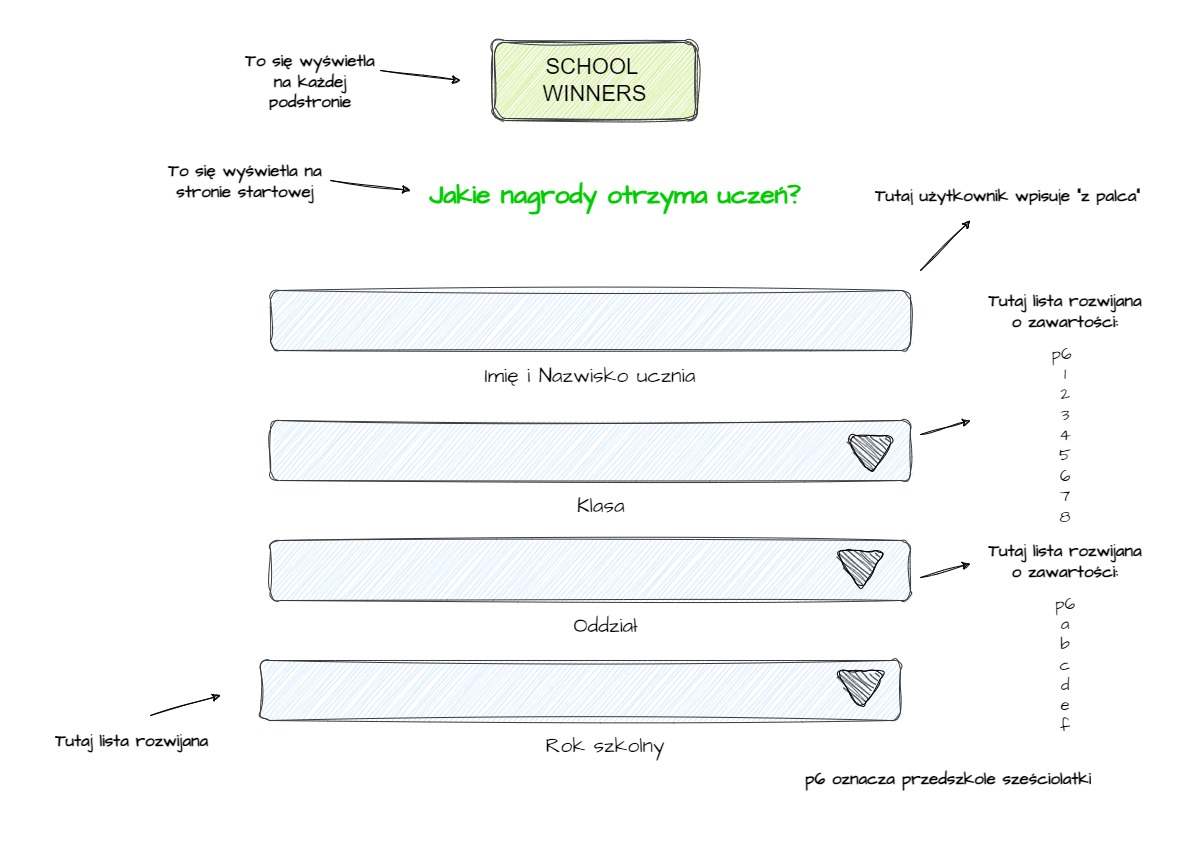 To się wyświetla
na każdej
podstronie
SCHOOL
WINNERS
To się wyświetla na
stronie startowej
Jakie nagrody otrzyma uczeń?
Tutaj użytkownik wpisuje "z palca"
Imię i Nazwisko ucznia
Tutaj lista rozwijana
o zawartości:
p6
1
2
3
4
5
6
7
8
Klasa
Tutaj lista rozwijana
o zawartości:
p6
a
b
c
d
e
f
Oddział
Tutaj lista rozwijana
Rok szkolny
p6 oznacza przedszkole sześciolatki